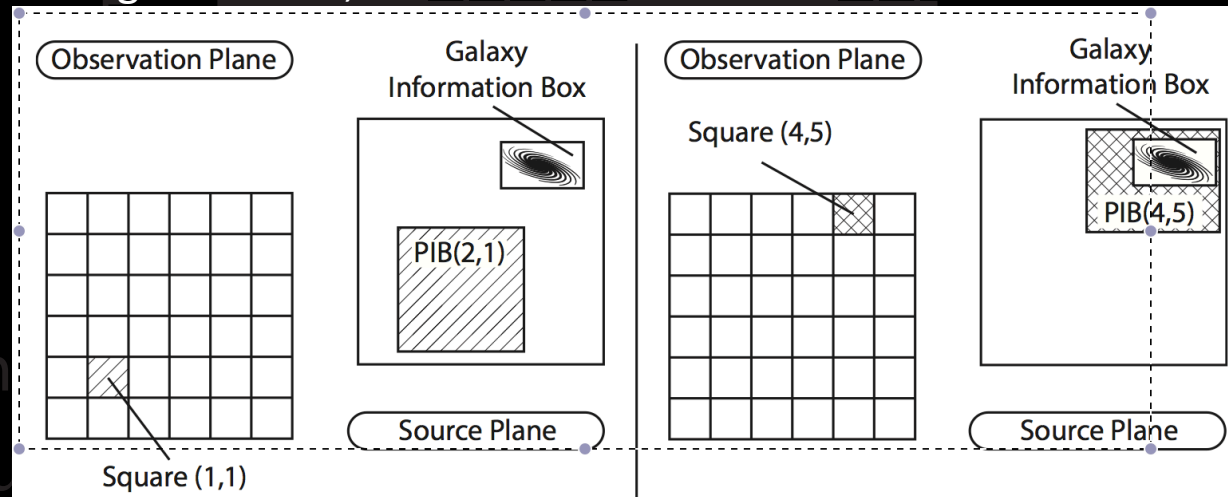 Observation Plane
Galaxy
Information Box
PIB(2,1)
Square (1,1)
Source Plane
Observation Plane
Galaxy
Information Box
Square (4,5)
PIB(4,5)
Source Plane